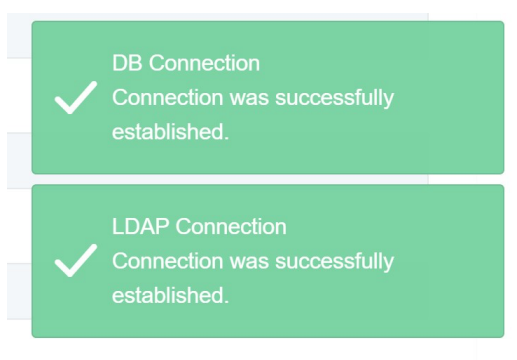 DB Connection
Connection was successfully
established.
LDAP Connection
Connection was successfully
established.